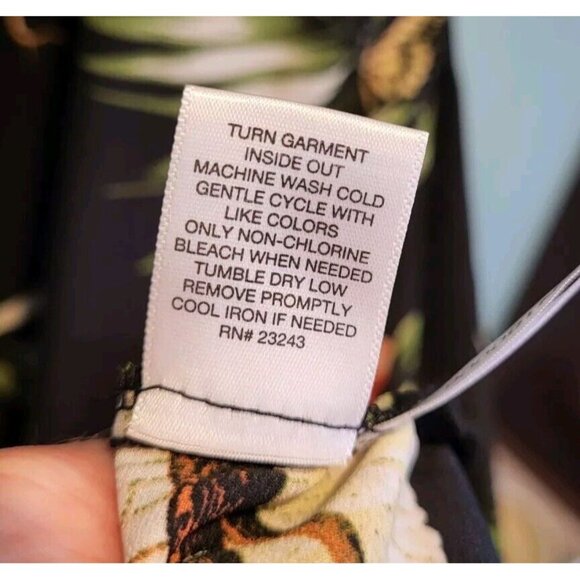 TURN GARMENT
INSIDE OUT
MACHINE WASH COLD
GENTLE CYCLE WITH
LIKE COLORS
ONLY NON-CHLORINE
BLEACH WHEN NEEDED
TUMBLE DRY LOW
REMOVE PROMPTLY
COOL IRON IF NEEDED
RN# 23243